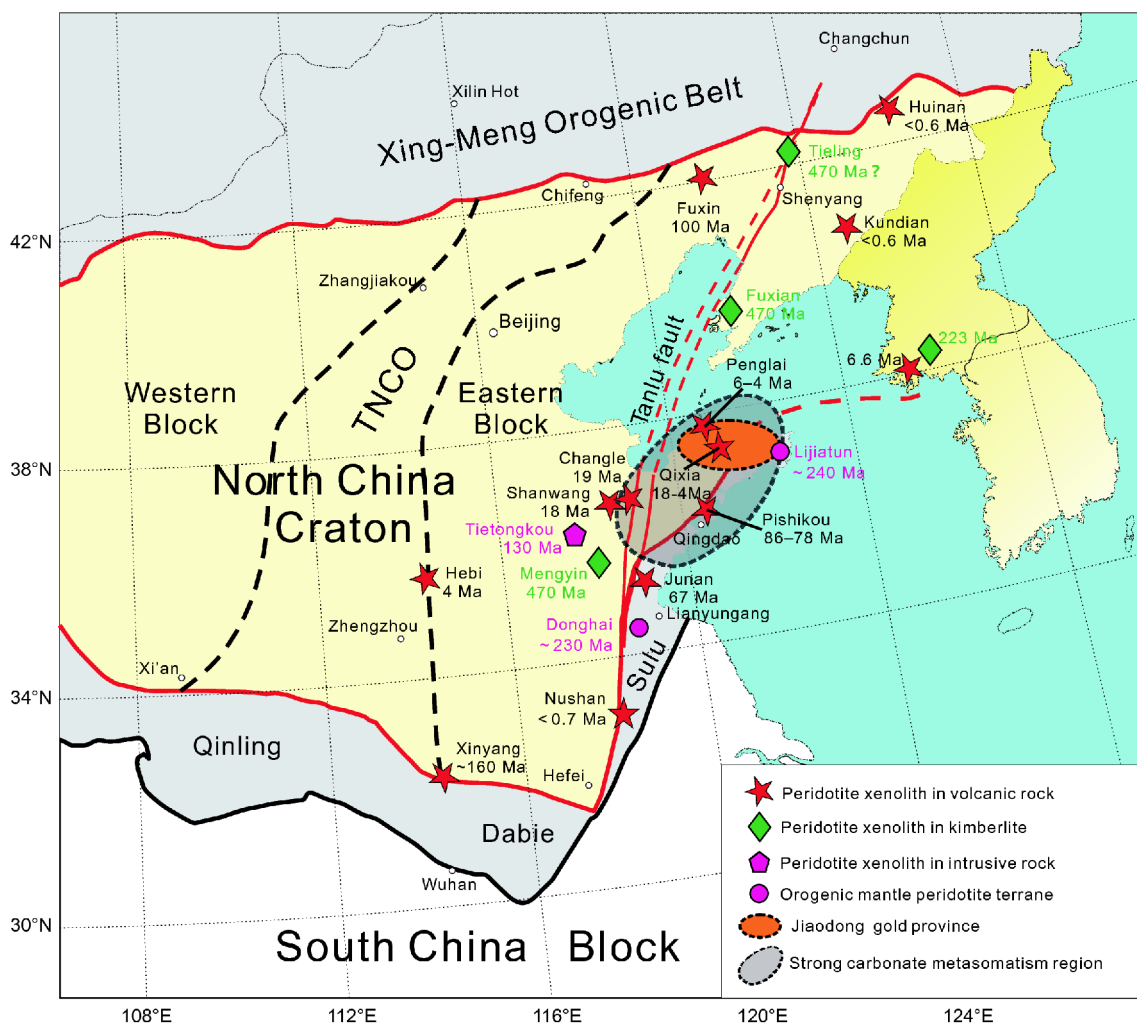 Changchun
Xilin Hot
Xing-Meng Orogenic Belt
Huinan
<0.6 Ma
Tieling
470 Ma ?
Chifeng
Fuxin
100 Ma
Shenyang
Kundian
<0.6 Ma
42°N
Zhangjiakou
Beijing
Fuxian
470 Ma
223 Ma
6.6 Ma
Western
Block
TNCO
Eastern
Block
Tanlu fault
Penglai
6–4 Ma
38°N
North China
Craton
Changle
19 Ma
Shanwang
18 Ma
Qixia
18-4Ma
Lijiatun
~240 Ma
Tietongkou
130 Ma
Qingdao
Pishikou
86–78 Ma
Mengyin
470 Ma
Hebi
4 Ma
Junan
67 Ma
Lianyungang
Zhengzhou
Donghai
~230 Ma
Sulu
Xi'an
34°N
Nushan
<0.7 Ma
Qinling
Xinyang
~160 Ma
Hefei
Dabie
Wuhan
30°N
South China Block
Peridotite xenolith in volcanic rock
Peridotite xenolith in kimberlite
Peridotite xenolith in intrusive rock
Orogenic mantle peridotite terrane
Jiaodong gold province
Strong carbonate metasomatism region
108°E
112°E
116°E
120°E
124°E